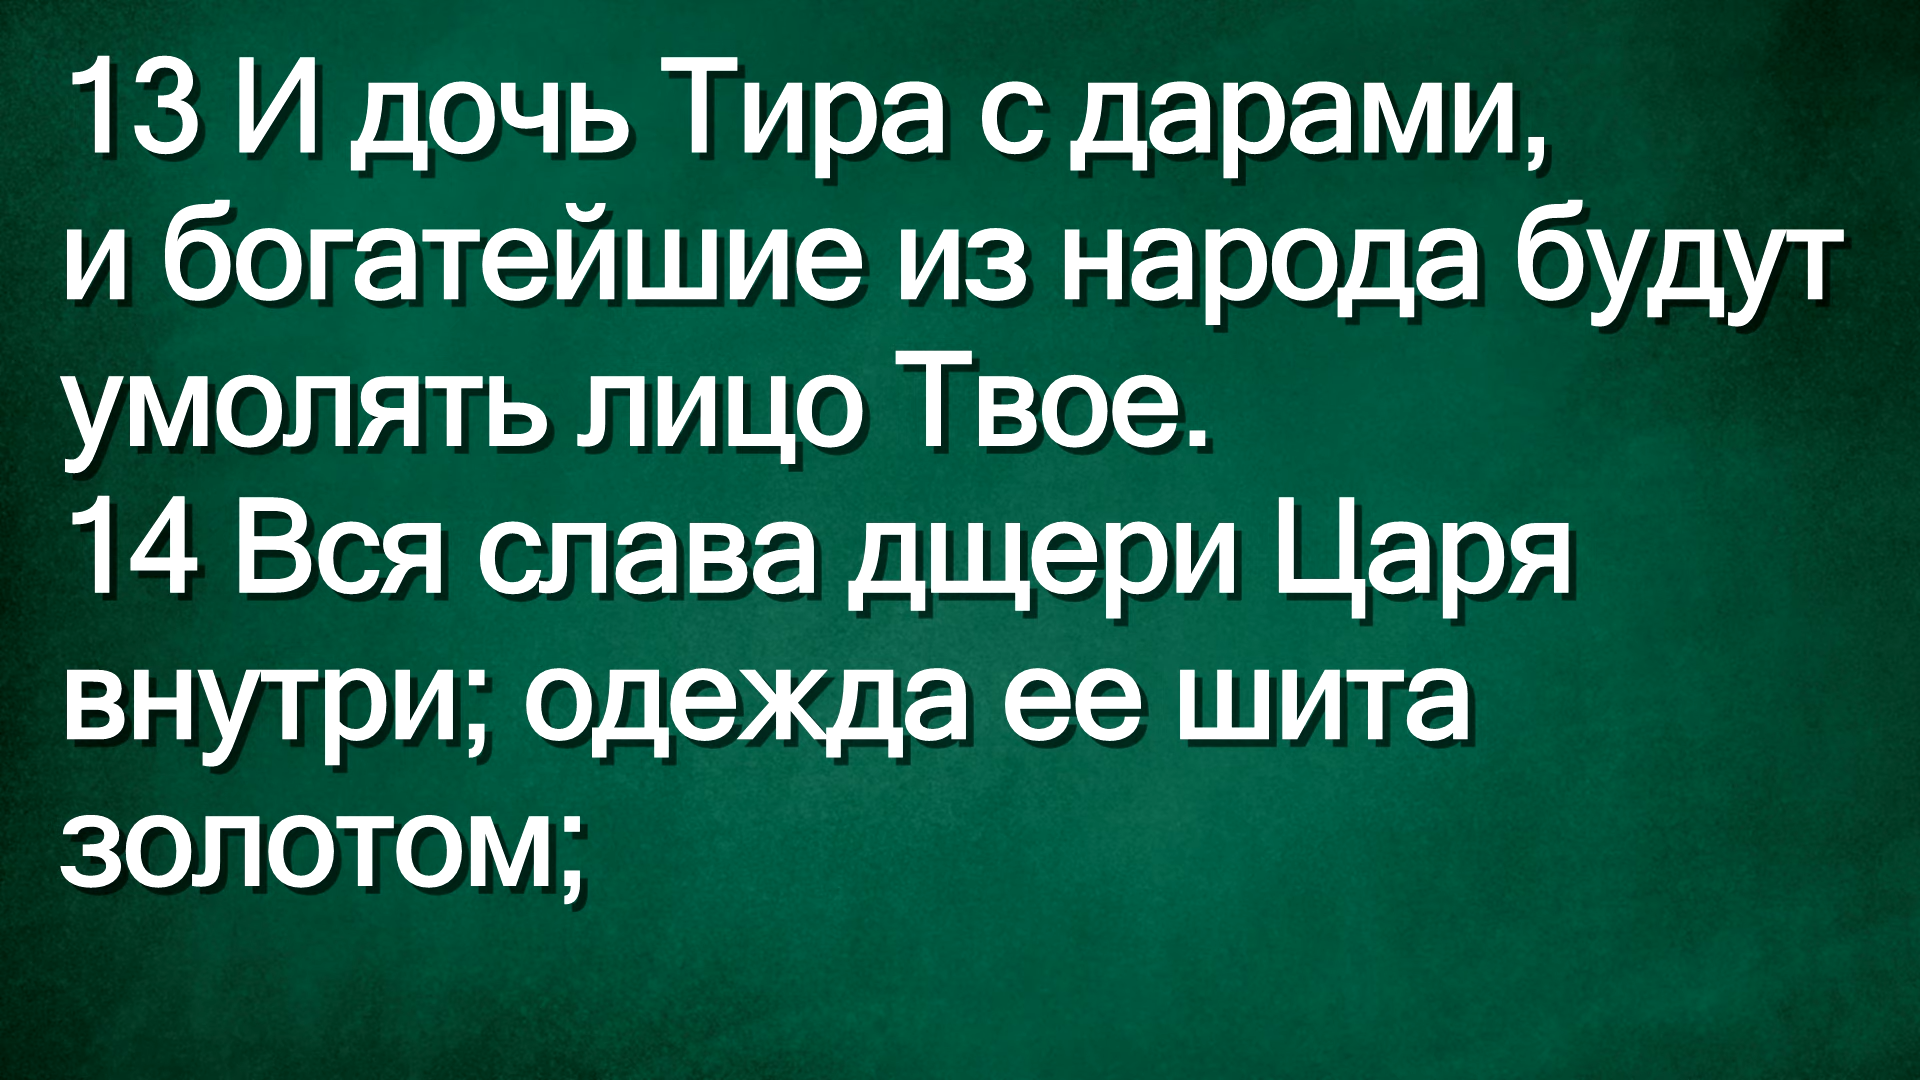 13 И дочь Тира с дарами,
и богатейшие из народа будут
умолять лицо Твое.
14 Вся слава дщери Царя
внутри; одежда ее шита
золотом;